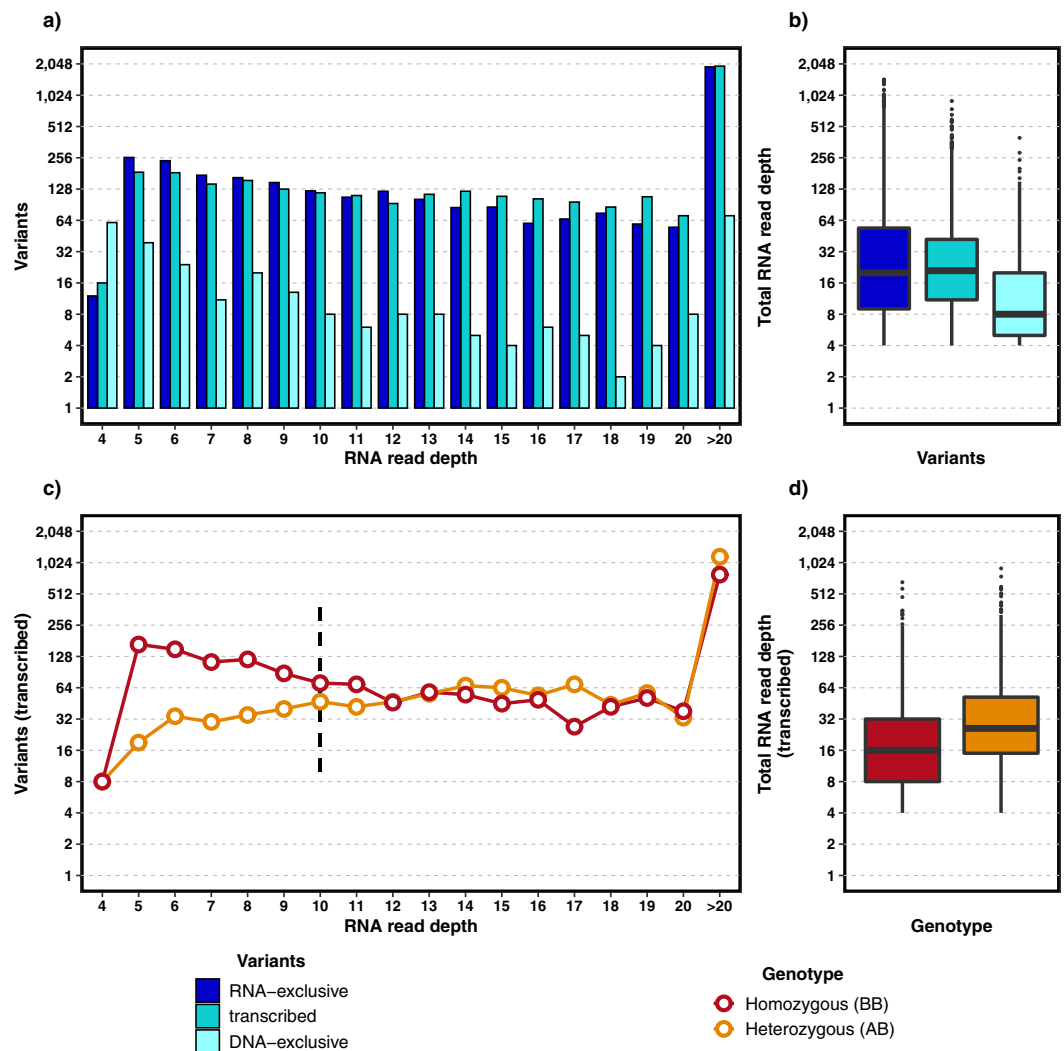 a)
2,048
1,024
512
256
128
64
32
16
8
4
2
1
Variants
4 5 6 7 8 9 10 11 12 13 14 15 16 17 18 19 20 >20
RNA read depth
b)
2,048
1,024
512
256
128
64
32
16
8
4
2
1
Total RNA read depth
Variants
c)
2,048
1,024
512
256
128
64
32
16
8
4
2
1
Variants (transcribed)
4 5 6 7 8 9 10 11 12 13 14 15 16 17 18 19 20 >20
RNA read depth
d)
2,048
1,024
512
256
128
64
32
16
8
4
2
1
Total RNA read depth
(transcribed)
Genotype
Variants
RNA−exclusive
transcribed
DNA−exclusive
Genotype
Homozygous (BB)
Heterozygous (AB)